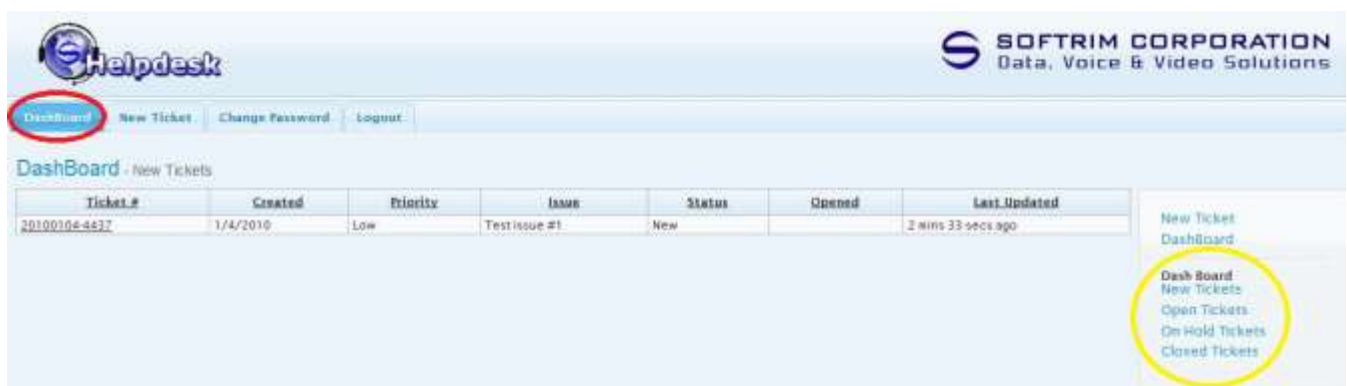 SHelpdesk
SOFTRIM CORPORATION
Data, Voice & Video Solutions
DashBoard New Ticket Change Password Logout
DashBoard - New Tickets
Ticket # Created Priority Issue Status Opened Last Updated
20100104-4437 1/4/2010 Low Test issue #1 New 2 mins 33 secs ago
New Ticket
DashBoard
Dash Board
New Tickets
Open Tickets
On Hold Tickets
Closed Tickets